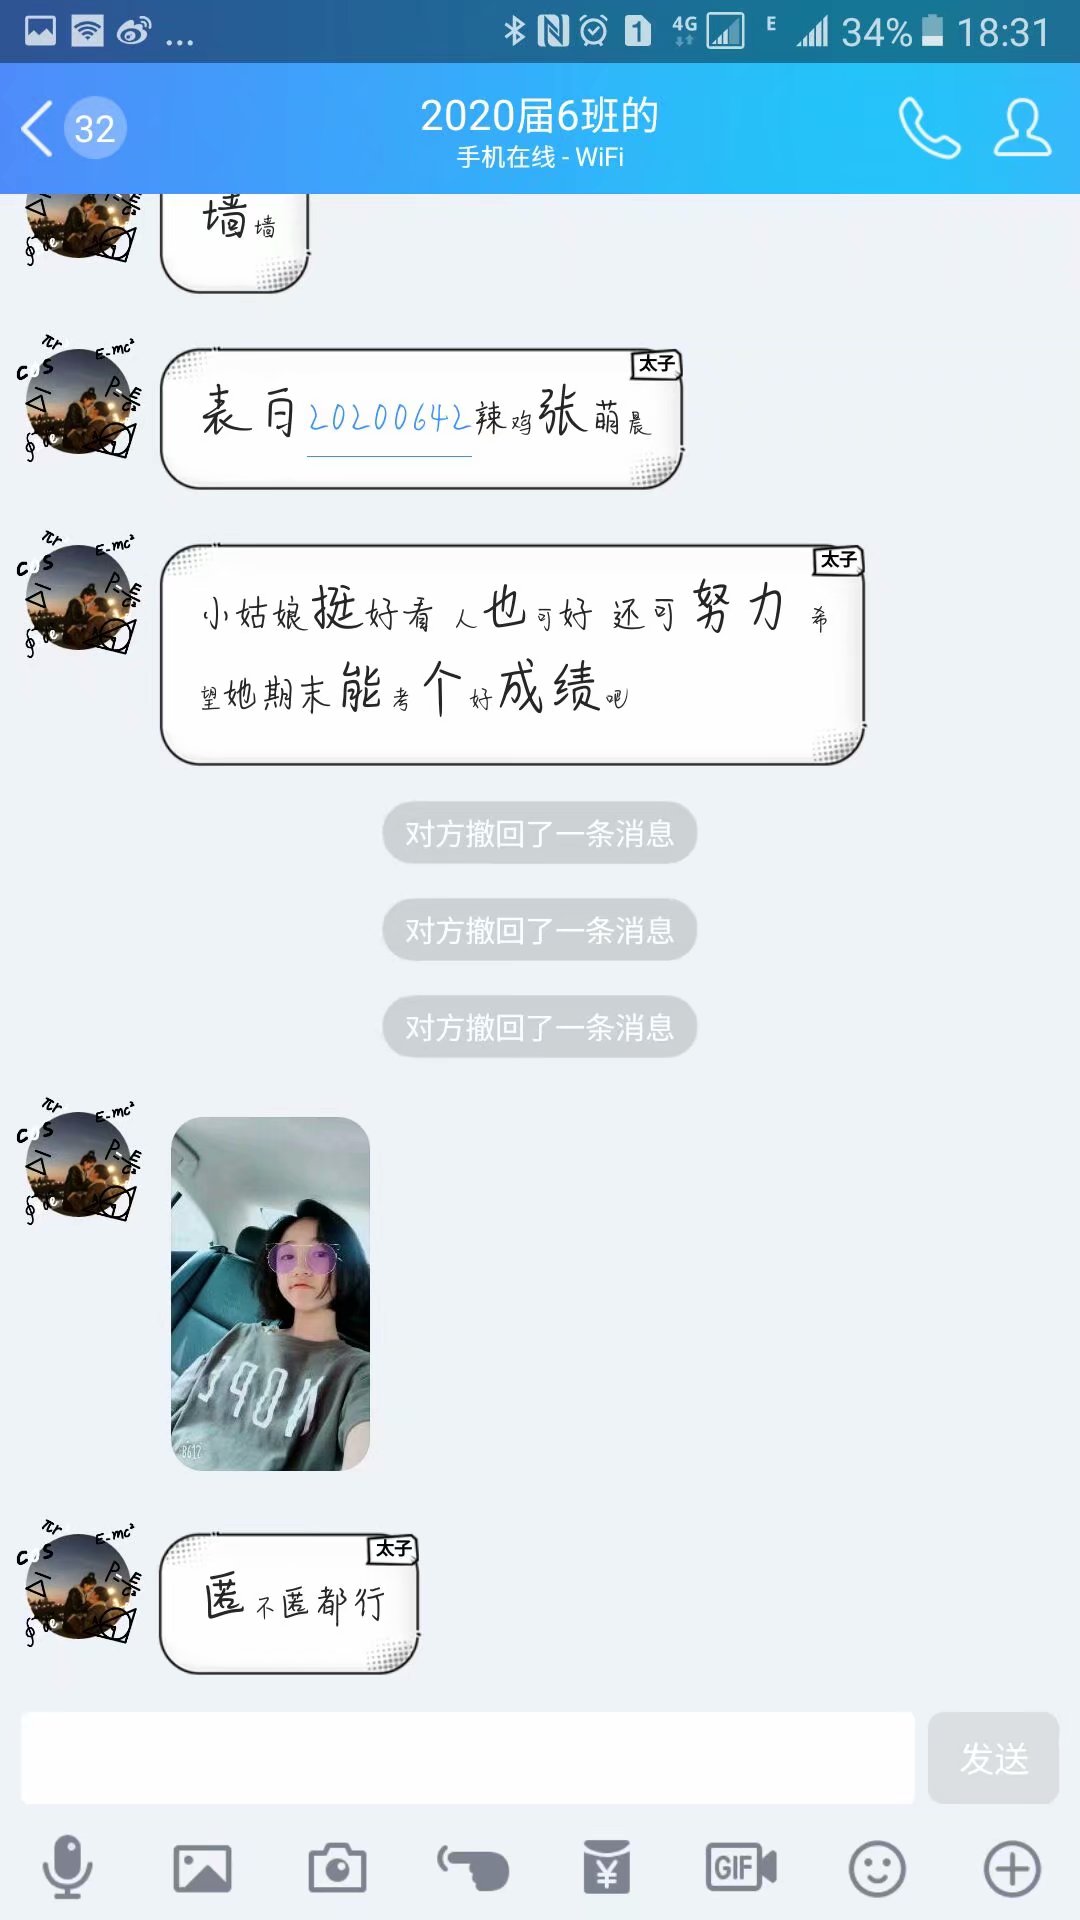 4G
1
E
34%
18:31
32
2020届6班的
手机在线 - WiFi
墙墙
太子
表白20200642辣鸡张萌晨
太子
小姑娘挺好看 人也可好 还可努力 希
望她期末能考个好成绩吧
对方撤回了一条消息
对方撤回了一条消息
对方撤回了一条消息
NOPE
B612
太子
匿不匿都行
发送
GIF